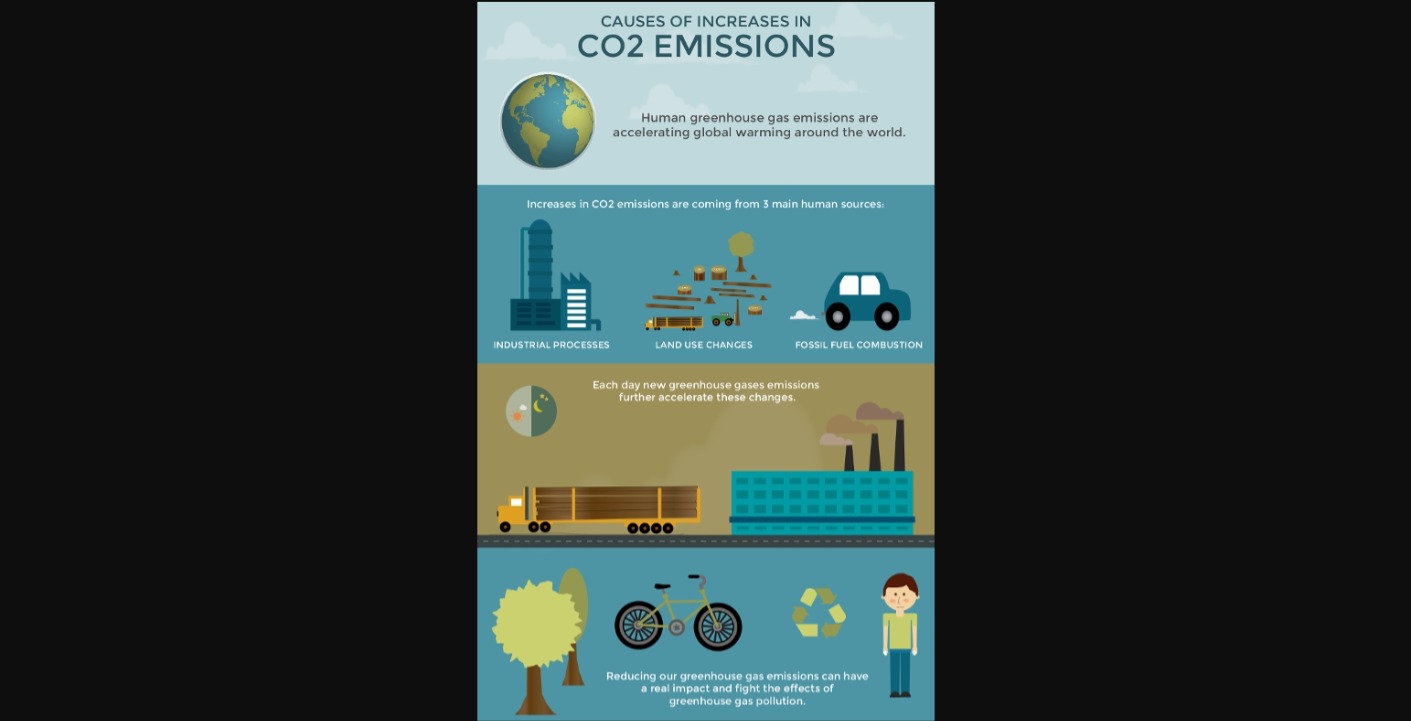 CAUSES OF INCREASES IN
CO2 EMISSIONS
Human greenhouse gas emissions are
accelerating global warming around the world.
Increases in CO2 emissions are coming from 3 main human sources:
INDUSTRIAL PROCESSES
LAND USE CHANGES
FOSSIL FUEL COMBUSTION
Each day new greenhouse gases emissions
further accelerate these changes.
Reducing our greenhouse gas emissions can have
a real impact and fight the effects of
greenhouse gas pollution.